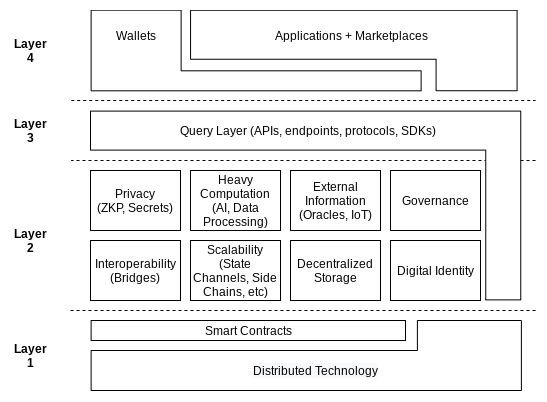 Layer
4
Wallets
Applications + Marketplaces
Layer
3
Query Layer (APIs, endpoints, protocols, SDKs)
Layer
2
Privacy
(ZKP, Secrets)
Heavy
Computation
(AI, Data
Processing)
External
Information
(Oracles, IoT)
Governance
Interoperability
(Bridges)
Scalability
(State
Channels, Side
Chains, etc)
Decentralized
Storage
Digital Identity
Layer
1
Smart Contracts
Distributed Technology